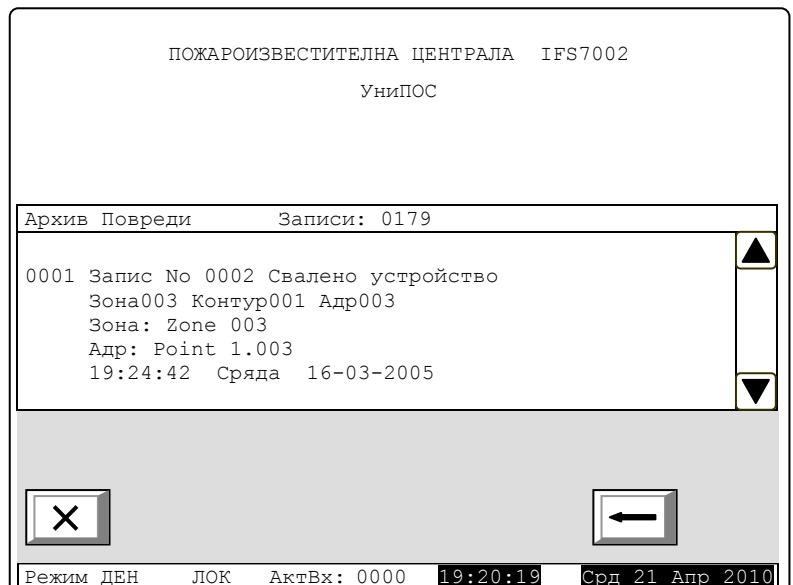 ПОЖАРОИЗВЕСТИТЕЛНА ЦЕНТРАЛА IFS7002
УниПОС
Архив Повреди Записи: 0179
0001 Запис No 0002 Свалено устройство
Зона003 Контур001 Адр003
Зона: Zone 003
Адр: Point 1.003
19:24:42 Сряда 16-03-2005
Режим ДЕН ЛОК АктВх: 0000 19:20:19 Срд 21 Апр 2010